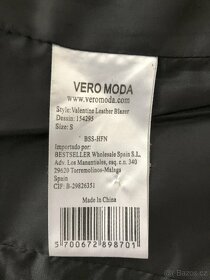 VERO MODA
www.veromoda.com
Style: Valentine Leather Blazer
Dessin: 154295
Size: S
BSS-HFN
Importado por:
BESTSELLER Wholesale Spain S.L.
Adv. Los Manantiales, esq c.n. 340
29620 Torremolinos-Malaga
Spain
CIF: B-29826351
Made In China
5 700672 898701